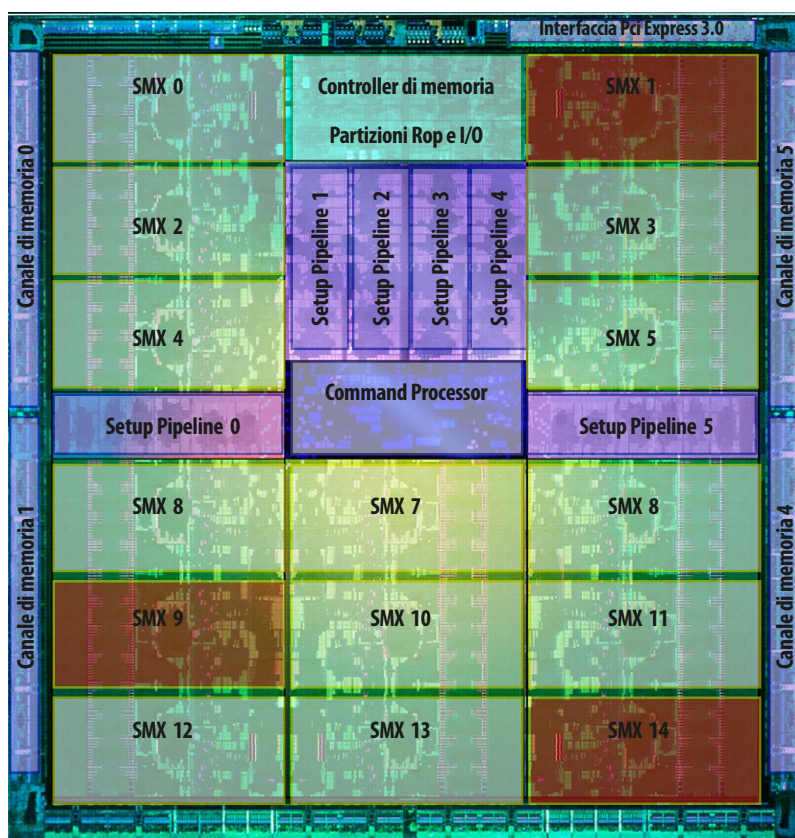 Interfaccia Pci Express 3.0
SMX 0
Controller di memoria
Partizioni Rop e I/O
SMX 1
Canale di memoria 0
Canale di memoria 5
SMX 2
Setup Pipeline 1
Setup Pipeline 2
Setup Pipeline 3
Setup Pipeline 4
SMX 3
SMX 4
SMX 5
Command Processor
Setup Pipeline 0
Setup Pipeline 5
SMX 8
SMX 7
SMX 8
Canale di memoria 1
Canale di memoria 4
SMX 9
SMX 10
SMX 11
SMX 12
SMX 13
SMX 14